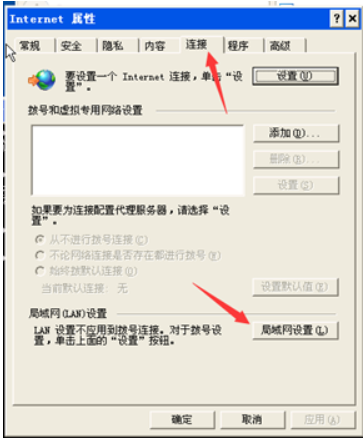 Internet 属性
常规 安全 隐私 内容 连接 程序 高级
要设置一个 Internet 连接，单击“设
置”。
设置(U)
拨号和虚拟专用网络设置
添加(D)...
删除(R)...
设置(S)
如果要为连接配置代理服务器，请选择“设
置”。
从不进行拨号连接(C)
不论网络连接是否存在都进行拨号(W)
始终拨默认连接(O)
当前默认连接： 无
设置默认值(E)
局域网(LAN)设置
LAN 设置不应用到拨号连接。对于拨号设
置，单击上面的“设置”按钮。
局域网设置(L)
确定 取消 应用(A)